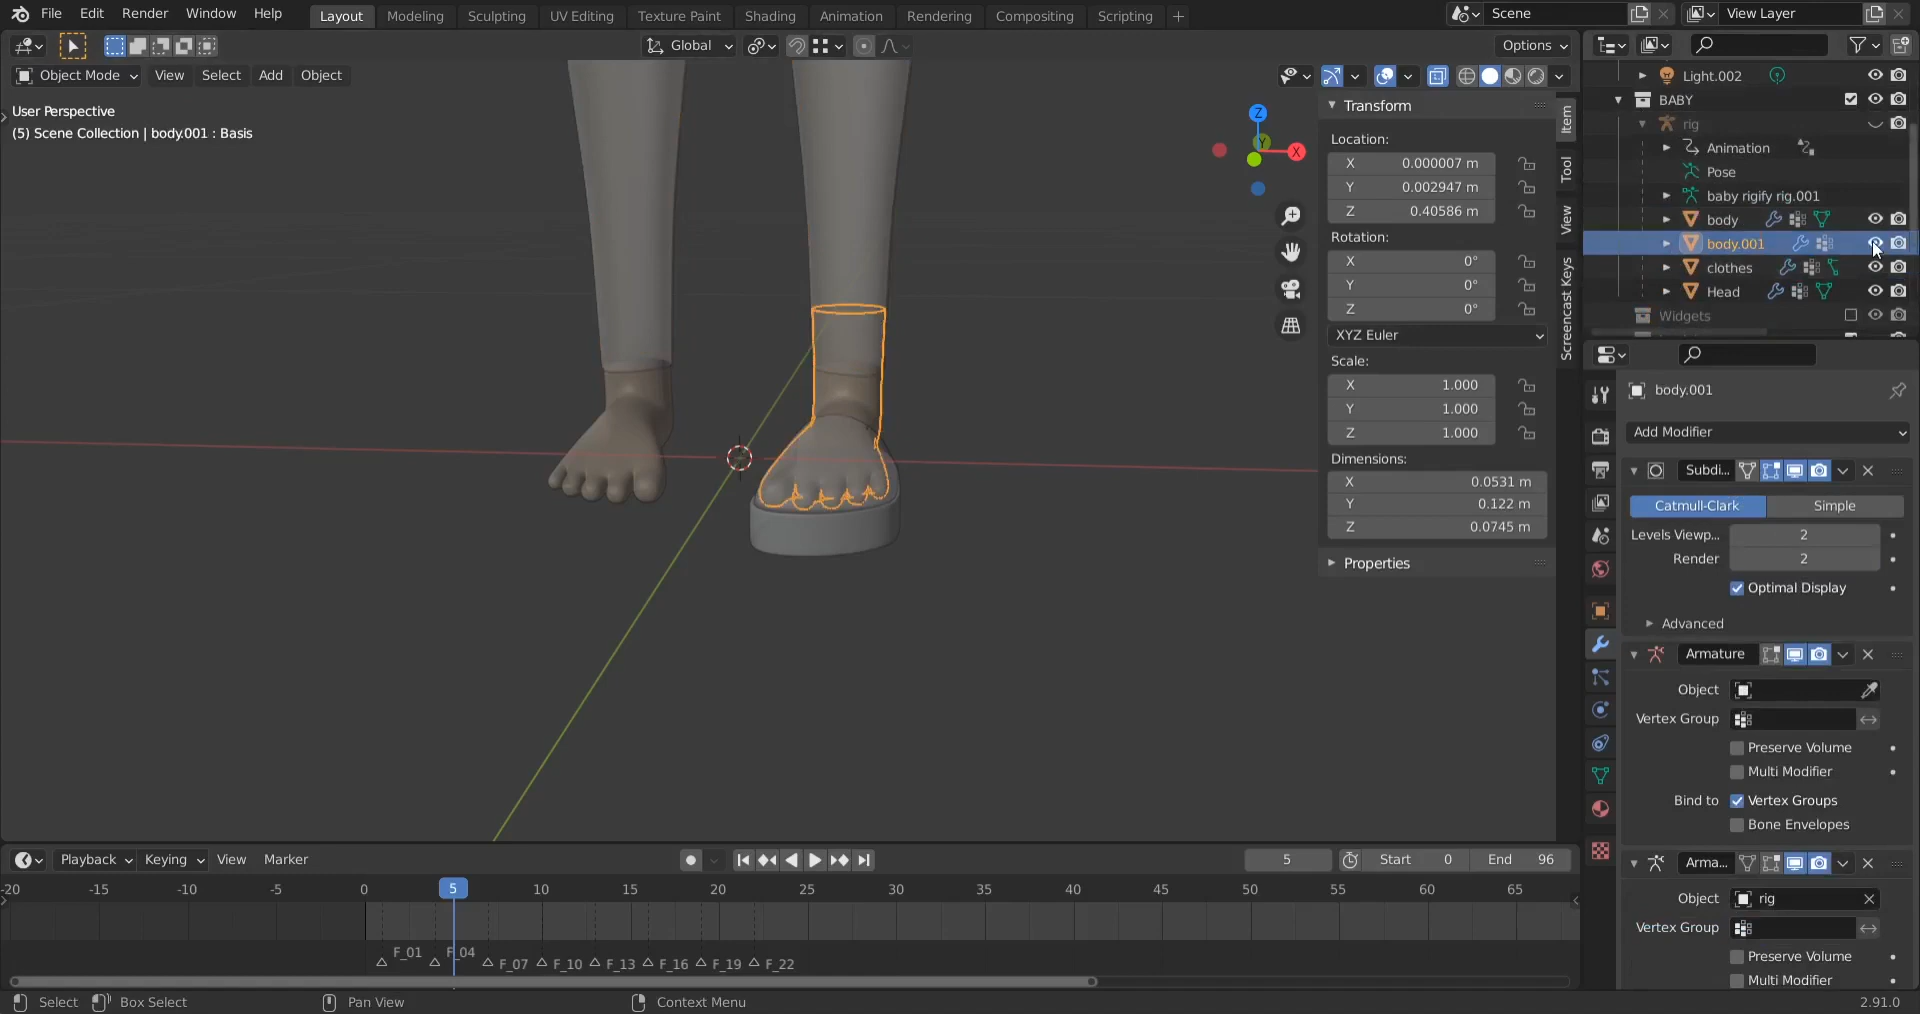 File Edit Render Window Help Layout Modeling Sculpting UV Editing Texture Paint Shading Animation Rendering Compositing Scripting Scene View Layer
Global Options
Object Mode View Select Add Object
User Perspective
(5) Scene Collection | body.001 : Basis
Z
Y
X
Transform
Location:
X 0.000007 m
Y 0.002947 m
Z 0.40586 m
Rotation:
X 0°
Y 0°
Z 0°
XYZ Euler
Scale:
X 1.000
Y 1.000
Z 1.000
Dimensions:
X 0.0531 m
Y 0.122 m
Z 0.0745 m
Properties
Item
Tool
View
Screencast Keys
Light.002
BABY
rig
Animation
Pose
baby rigify rig.001
body
body.001
clothes
Head
Widgets
body.001
Add Modifier
Subdi...
Catmull-Clark Simple
Levels Viewp... 2
Render 2
Optimal Display
Advanced
Armature
Object
Vertex Group
Preserve Volume
Multi Modifier
Bind to Vertex Groups
Bone Envelopes
Arma...
Object rig
Vertex Group
Preserve Volume
Multi Modifier
Playback Keying View Marker 5 Start 0 End 96
-20 -15 -10 -5 0 5 10 15 20 25 30 35 40 45 50 55 60 65
F_01 F_04 F_07 F_10 F_13 F_16 F_19 F_22
Select Box Select Pan View Context Menu 2.91.0